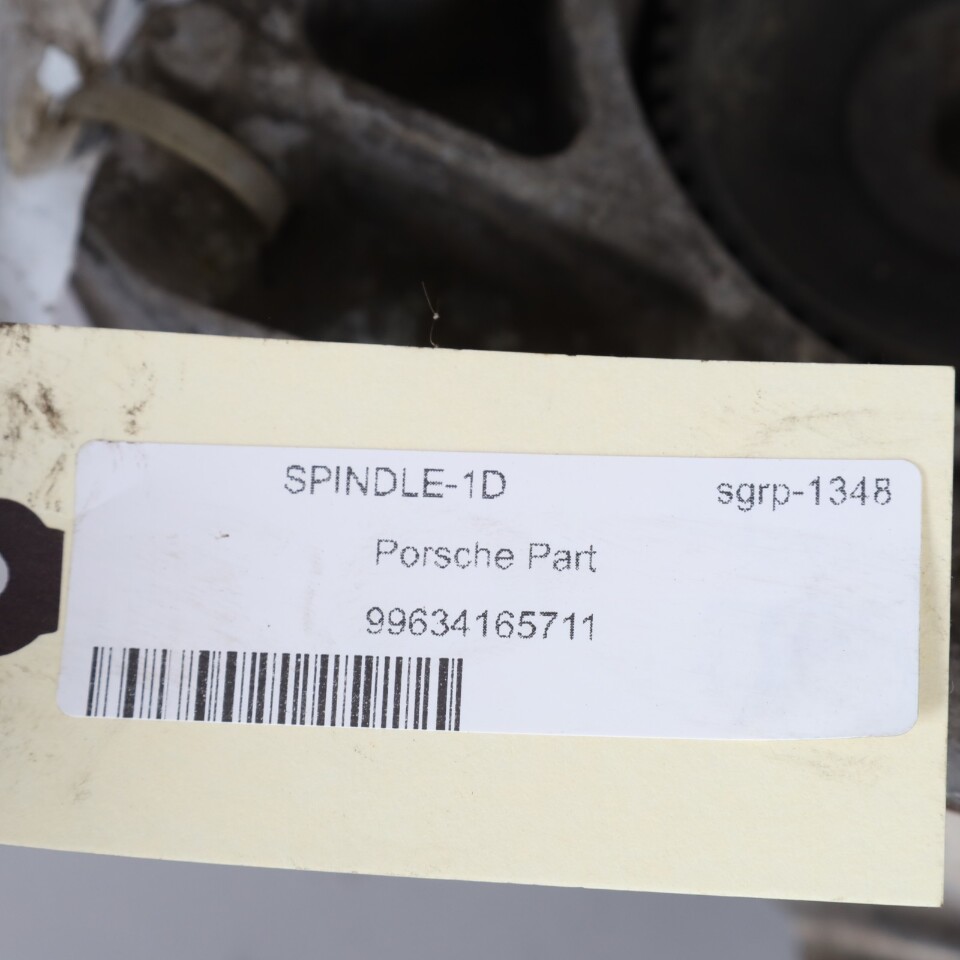 SPINDLE-1D sgrp-1348
Porsche Part
99634165711